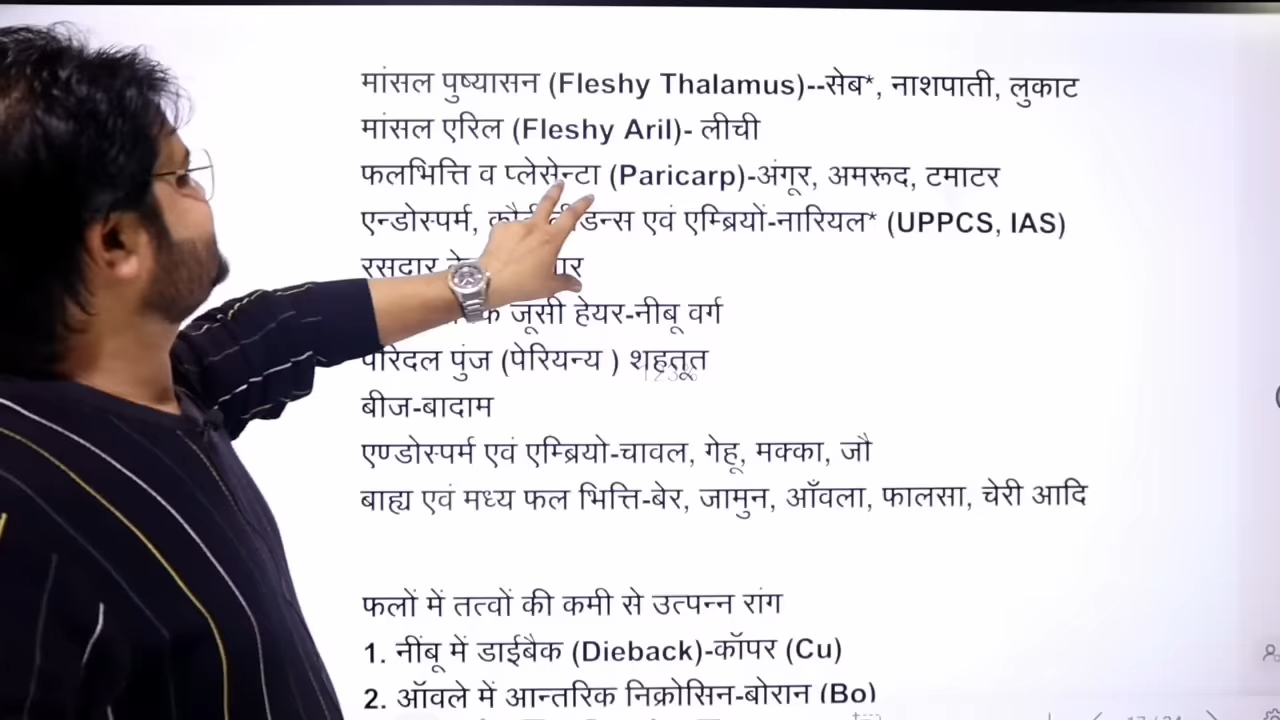 मांसल पुष्यासन (Fleshy Thalamus)--सेब*, नाशपाती, लुकाट
मांसल एरिल (Fleshy Aril)- लीची
फलभित्ति व प्लेसेन्टा (Paricarp)-अंगूर, अमरूद, टमाटर
एन्डोस्पर्म, एवं एम्ब्रियों-नारियल* (UPPCS, IAS)
रसदार
जूसी हेयर-नीबू वर्ग
परिदल पुंज (पेरियन्य ) शहतूत
बीज-बादाम
एण्डोस्पर्म एवं एम्ब्रियो-चावल, गेहू, मक्का, जौ
बाह्य एवं मध्य फल भित्ति-बेर, जामुन, आँवला, फालसा, चेरी आदि
फलों में तत्वों की कमी से उत्पन्न रांग
1. नींबू में डाईबैक (Dieback)-कॉपर (Cu)
2. ऑवले में आन्तरिक निक्रोसिन-बोरान (Bo)